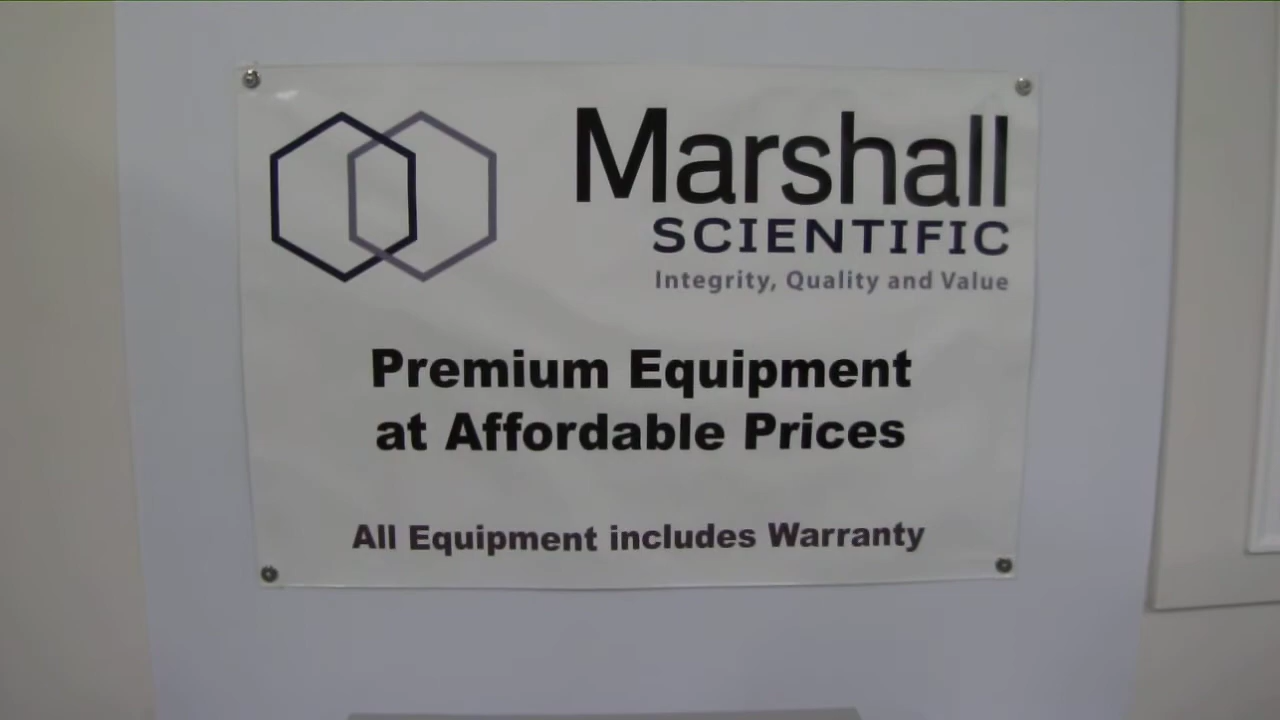 Marshall
SCIENTIFIC
Integrity, Quality and Value
Premium Equipment
at Affordable Prices
All Equipment includes Warranty